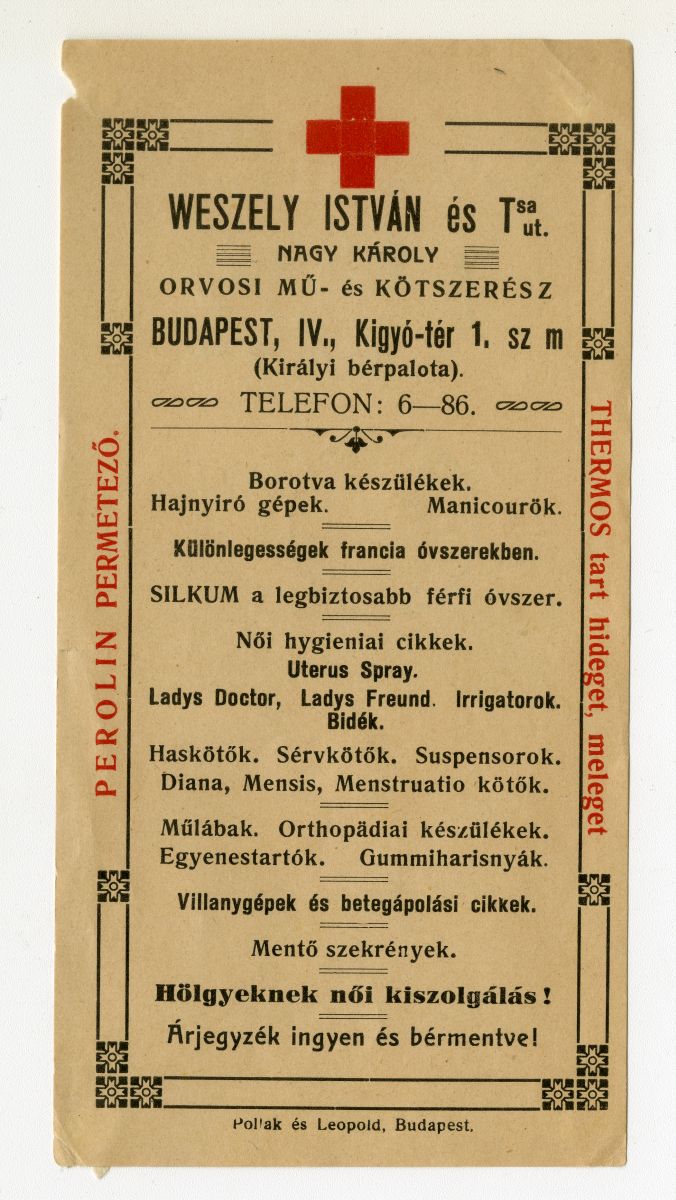 WESZELY ISTVÁN és Tsa ut.
NAGY KÁROLY
ORVOSI MŰ- és KÖTSZERÉSZ
BUDAPEST, IV., Kigyó-tér 1. sz m
(Királyi bérpalota).
TELEFON: 6—86.
Borotva készülékek.
Hajnyiró gépek. Manicourök.
Különlegességek francia óvszerekben.
SILKUM a legbiztosabb férfi óvszer.
Női hygieniai cikkek.
Uterus Spray.
Ladys Doctor, Ladys Freund. Irrigatorok.
Bidék.
Haskötők. Sérvkötők. Suspensorok.
Diana, Mensis, Menstruatio kötők.
Műlábak. Orthopädiai készülékek.
Egyenestartók. Gummiharisnyák.
Villanygépek és betegápolási cikkek.
Mentő szekrények.
Hölgyeknek női kiszolgálás!
Árjegyzék ingyen és bérmentve!
PEROLIN PERMETEZŐ.
THERMOS tart hideget, meleget
Pollak és Leopold, Budapest.